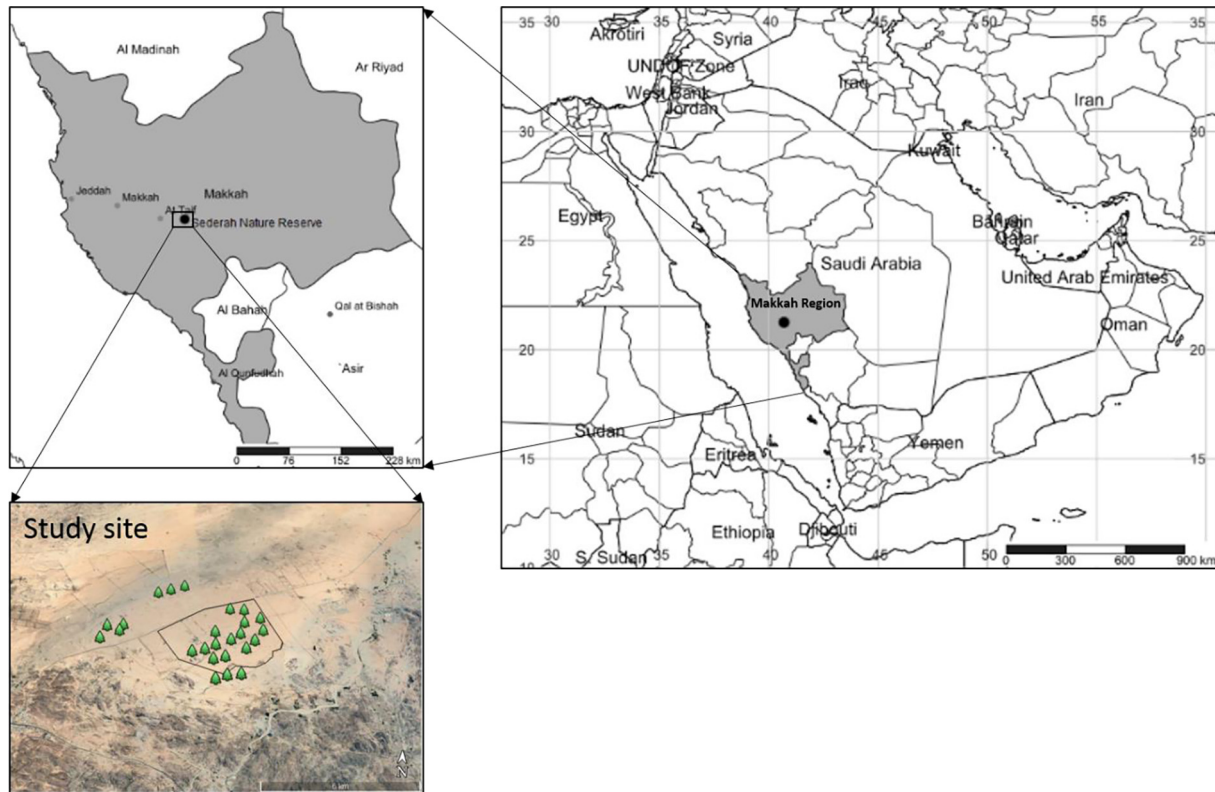 Al Madinah
Ar Riyad
Jeddah
Makkah
Makkah
At Taif
Sederah Nature Reserve
Al Bahah
Qal at Bishah
`Asir
Al Qunfudhah
0 76 152 228 km
35 30 35 40 45 50 55 35
Akrotiri
Syria
UNDOF Zone
West Bank
Jordan
Iraq
Iran
30 30
Kuwait
Egypt
Bahrain
Qatar
25 25
Saudi Arabia
United Arab Emirates
Makkah Region
Oman
20 20
Sudan
Eritrea
Yemen
15 15
Ethiopia
Djibouti
S. Sudan
30 35 40 45 50
0 300 600 900 km
Study site
N